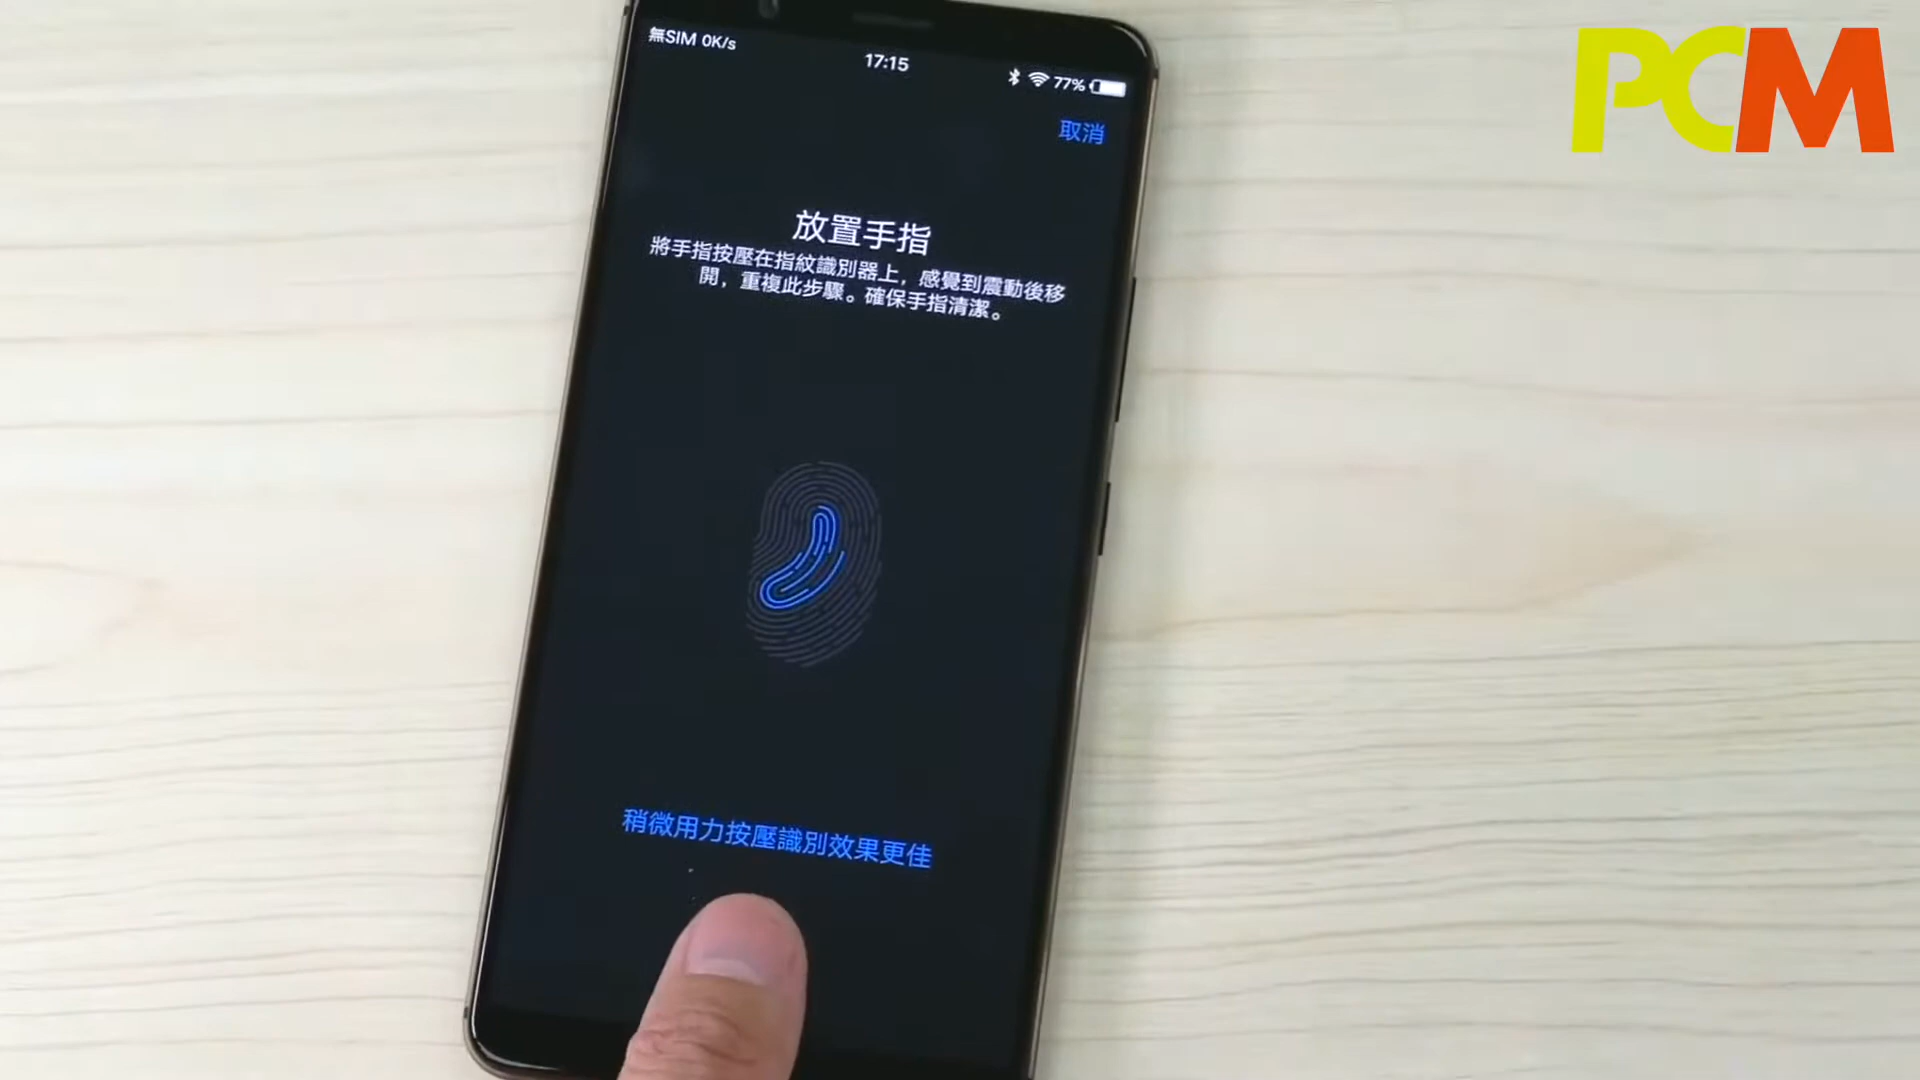 PCM
無SIM 0K/s
17:15
77%
取消
放置手指
將手指按壓在指紋識別器上，感覺到震動後移
開，重複此步驟。確保手指清潔。
稍微用力按壓識別效果更佳